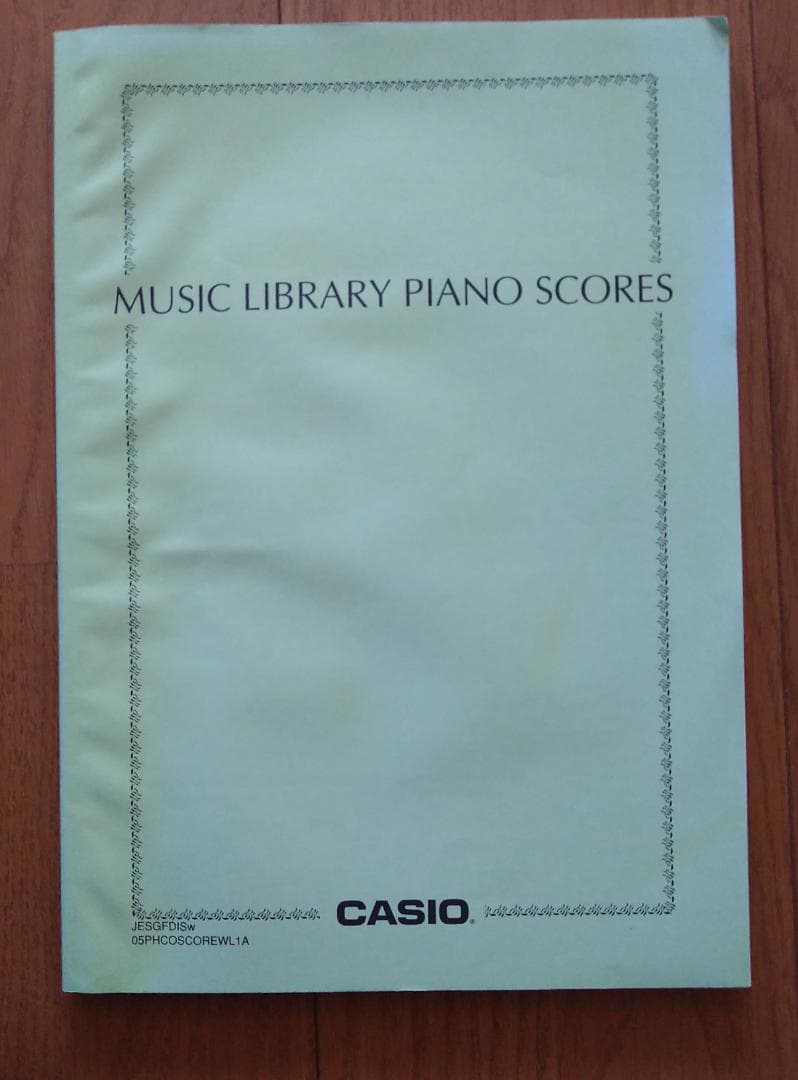 MUSIC LIBRARY PIANO SCORES
CASIO
JESGFDISw
05PHCOSCOREWL1A